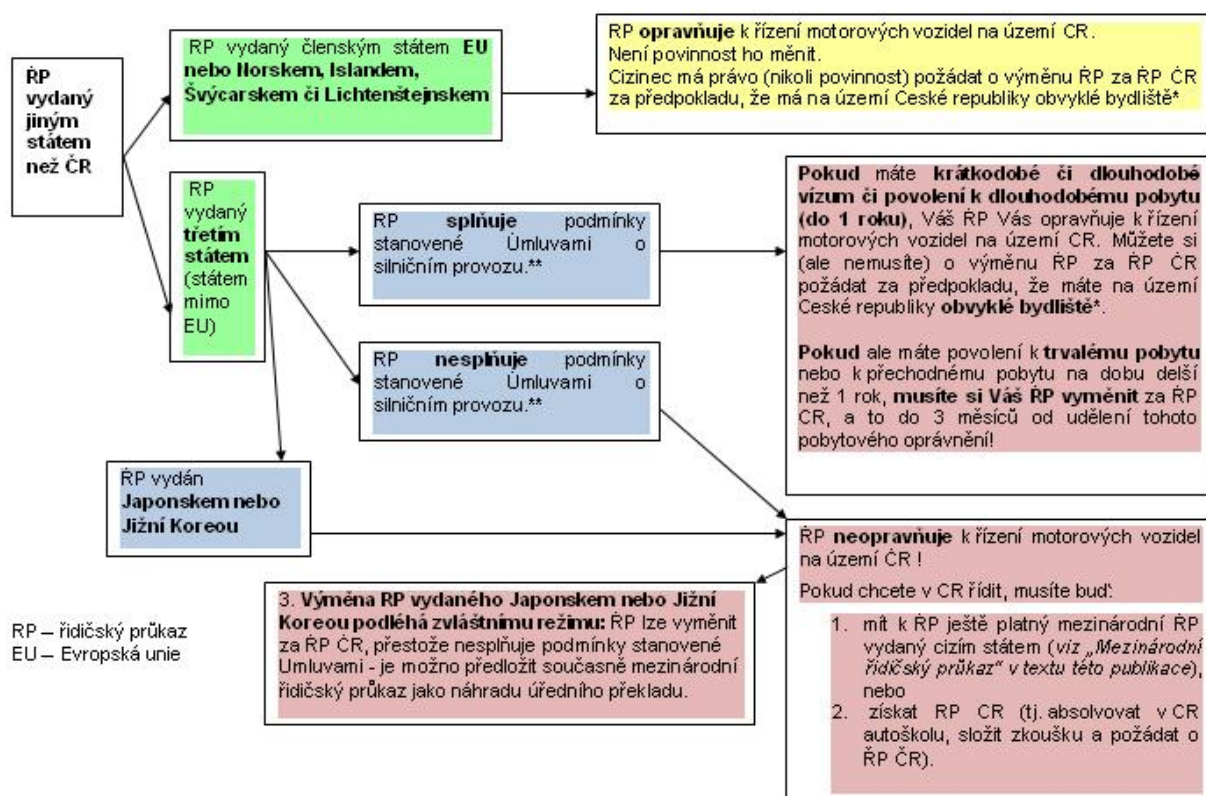 ŘP
vydaný
jiným
státem
než ČR
RP vydaný členským státem EU
nebo Norskem, Islandem,
Švýcarskem či Lichtenštejnskem
RP opravňuje k řízení motorových vozidel na území CR.
Není povinnost ho měnit.
Cizinec má právo (nikoli povinnost) požádat o výměnu ŘP za ŘP ČR
za předpokladu, že má na území Ceské republiky obvyklé bydliště*
RP
vydaný
třetím
státem
(státem
mimo
EU)
RP splňuje podmínky
stanovené Umluvami o
silničním provozu.**
Pokud máte krátkodobé či dlouhodobé
vízum či povolení k dlouhodobému pobytu
(do 1 roku), Váš ŘP Vás opravňuje k řízení
motorových vozidel na území CR. Můžete si
(ale nemusíte) o výměnu ŘP za ŘP ČR
požádat za předpokladu, že máte na území
Ceské republiky obvyklé bydliště*.
Pokud ale máte povolení k trvalému pobytu
nebo k přechodnému pobytu na dobu delší
než 1 rok, musíte si Váš ŘP vyměnit za ŘP
CR, a to do 3 měsíců od udělení tohoto
pobytového oprávnění!
RP nesplňuje podmínky
stanovené Umluvami o
silničním provozu.**
ŘP vydán
Japonskem nebo
Jižní Koreou
ŘP neopravňuje k řízení motorových vozidel
na území ČR !
Pokud chcete v CR řídit, musíte buď:
1. mít k ŘP ještě platný mezinárodní ŘP
vydaný cizím státem (viz „Mezinárodní
řidičský průkaz“ v textu této publikace),
nebo
2. získat RP CR (tj. absolvovat v CR
autoškolu, složit zkoušku a požádat o
ŘP ČR).
3. Výměna RP vydaného Japonskem nebo Jižní
Koreou podléhá zvláštnímu režimu: ŘP lze vyměnit
za ŘP ČR, přestože nesplňuje podmínky stanovené
Umluvami - je možno předložit současně mezinárodní
řidičský průkaz jako náhradu úředního překladu.
RP – řidičský průkaz
EU – Evropská unie